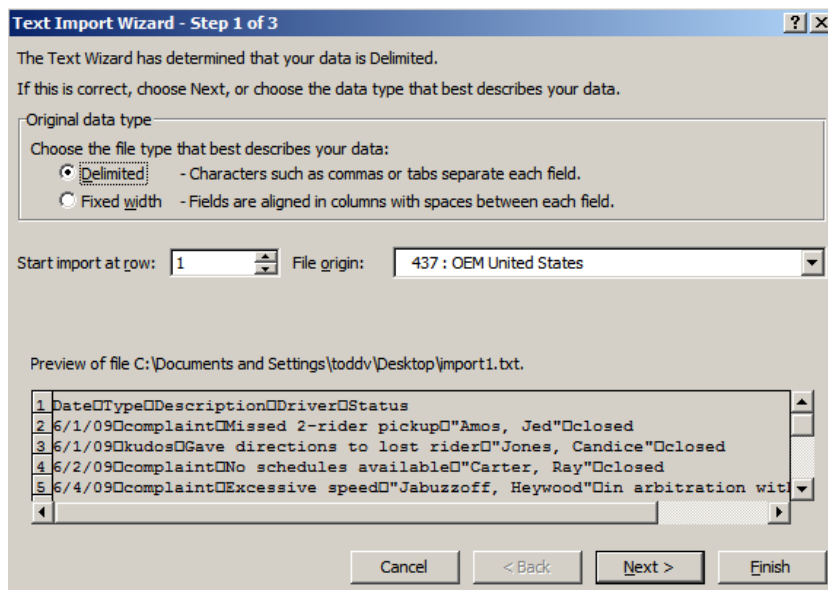 Text Import Wizard - Step 1 of 3
The Text Wizard has determined that your data is Delimited.
If this is correct, choose Next, or choose the data type that best describes your data.
Original data type
Choose the file type that best describes your data:
Delimited - Characters such as commas or tabs separate each field.
Fixed width - Fields are aligned in columns with spaces between each field.
Start import at row: 1 File origin: 437 : OEM United States
Preview of file C:\Documents and Settings\toddv\Desktop\import1.txt.
1 Date□Type□Description□Driver□Status
2 6/1/09□complaint□Missed 2-rider pickup□"Amos, Jed"□closed
3 6/1/09□kudos□Gave directions to lost rider□"Jones, Candice"□closed
4 6/2/09□complaint□No schedules available□"Carter, Ray"□closed
5 6/4/09□complaint□Excessive speed□"Jabuzzoff, Heywood"□in arbitration wit
Cancel < Back Next > Finish